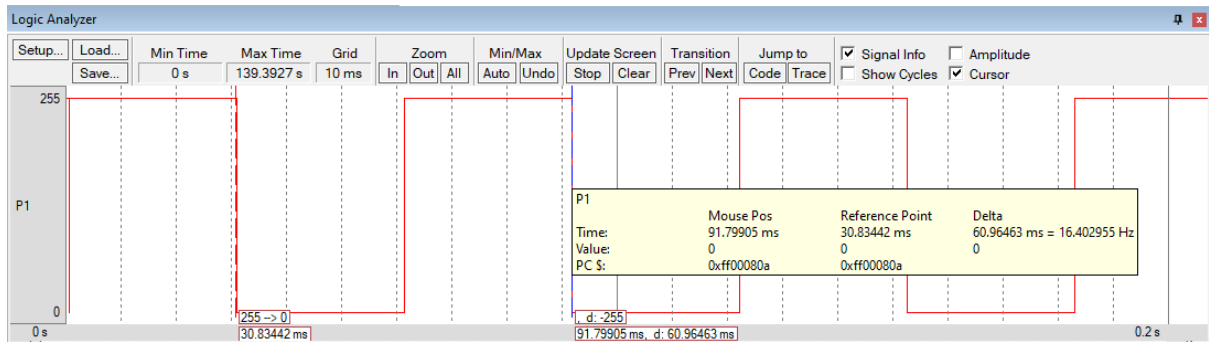 Logic Analyzer
Setup... Load... Min Time Max Time Grid Zoom Min/Max Update Screen Transition Jump to Signal Info Amplitude
Save... 0 s 139.3927 s 10 ms In Out All Auto Undo Stop Clear Prev Next Code Trace Show Cycles Cursor
255
P1
P1
Mouse Pos Reference Point Delta
Time: 91.79905 ms 30.83442 ms 60.96463 ms = 16.402955 Hz
Value: 0 0 0
PC $: 0xff00080a 0xff00080a
0 255 --> 0 , d: -255
0 s 30.83442 ms 91.79905 ms, d: 60.96463 ms 0.2 s